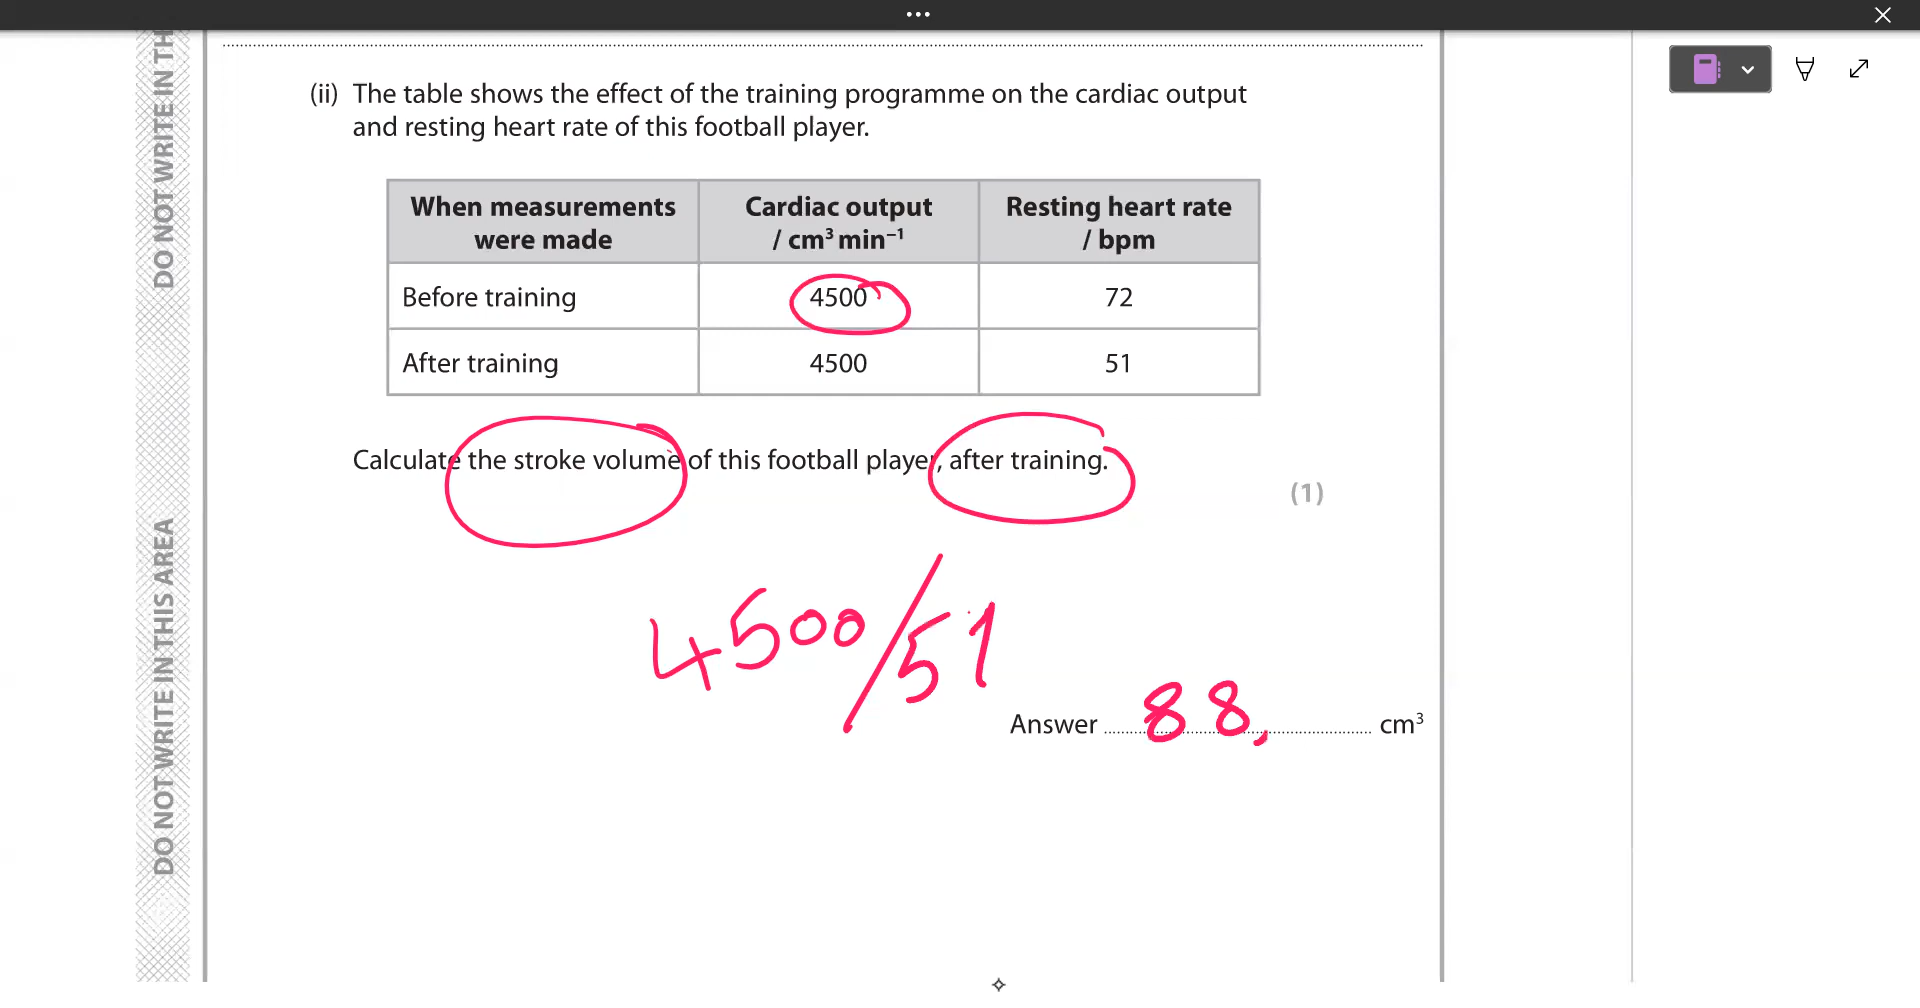 DO NOT WRITE IN TH
(ii) The table shows the effect of the training programme on the cardiac output
and resting heart rate of this football player.
When measurements were made | Cardiac output / cm³ min⁻¹ | Resting heart rate / bpm
Before training | 4500 | 72
After training | 4500 | 51
Calculate the stroke volume of this football player, after training.
(1)
4500/51
Answer 88, cm³
DO NOT WRITE IN THIS AREA